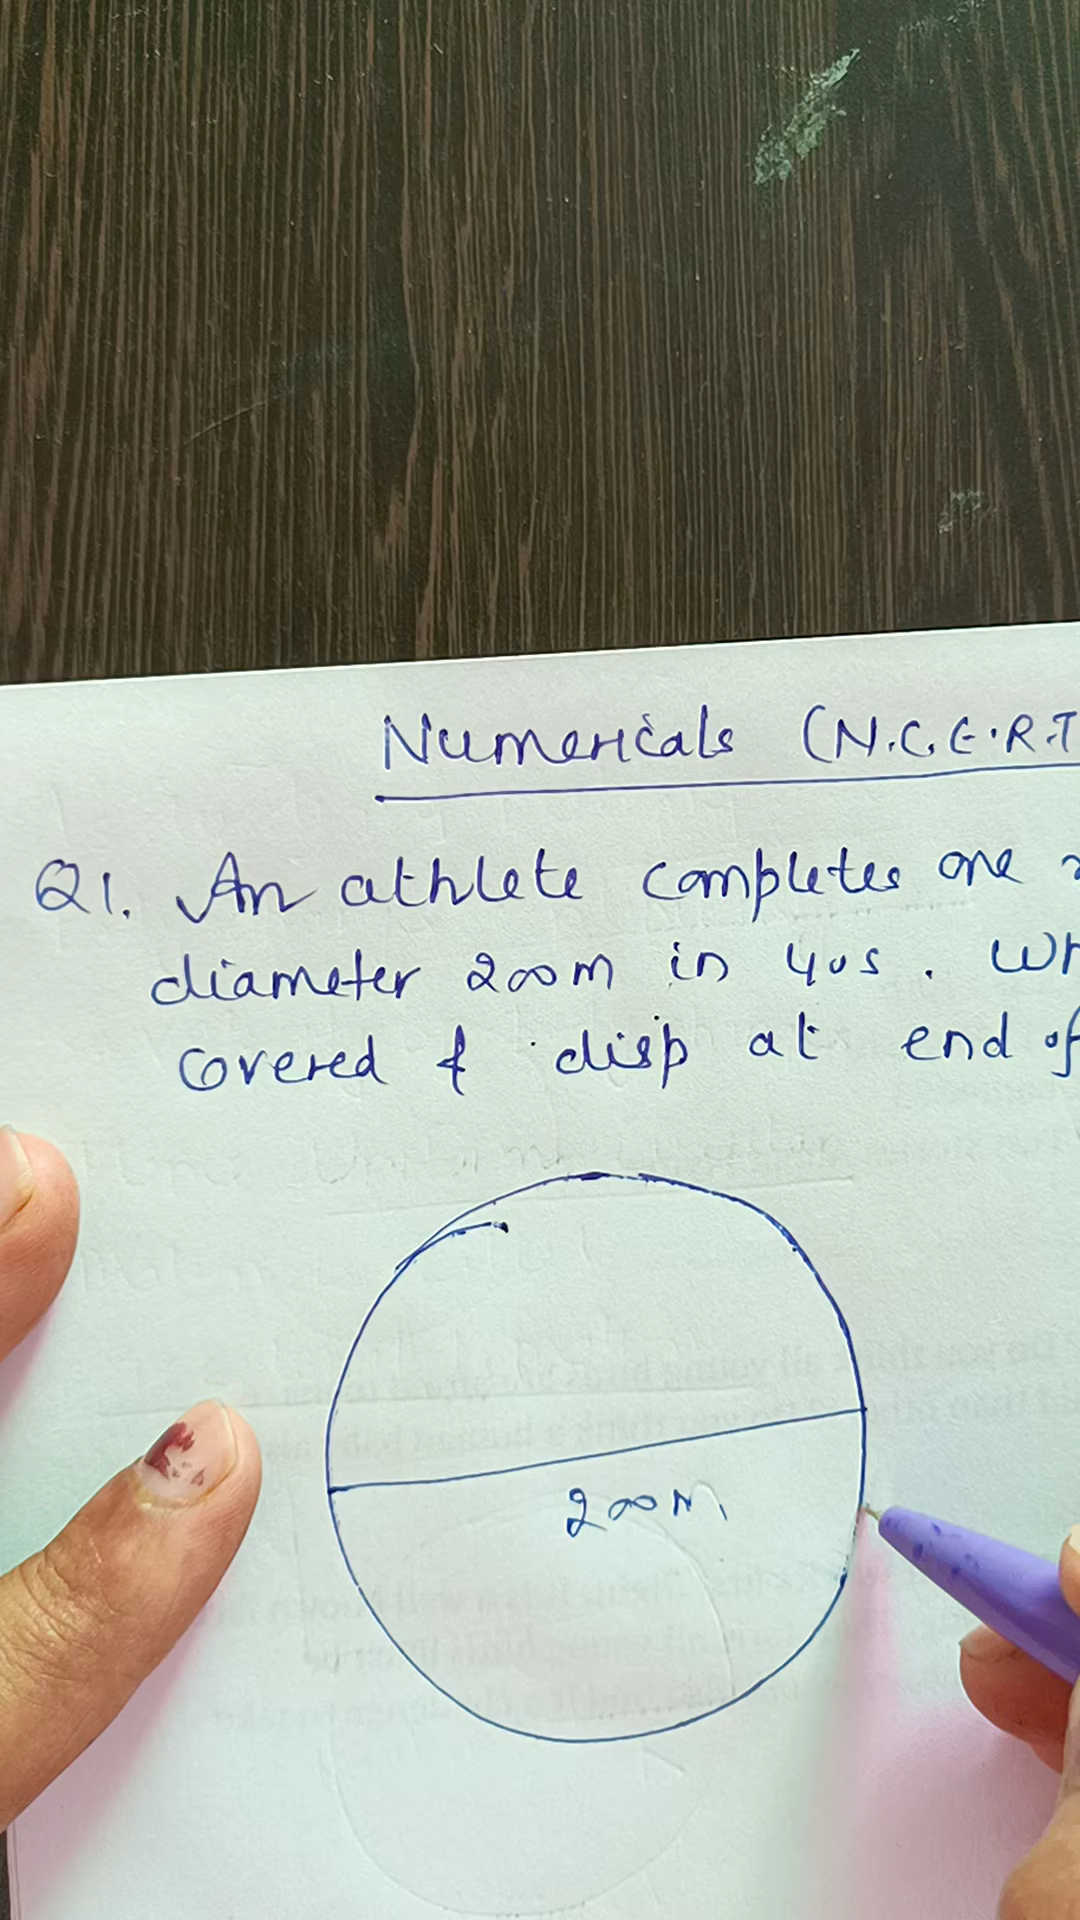 Numericals (N.C.E.R.T
Q1. An athlete completes one
diameter 200m in 40s. Wh
covered & disp at end of
200m